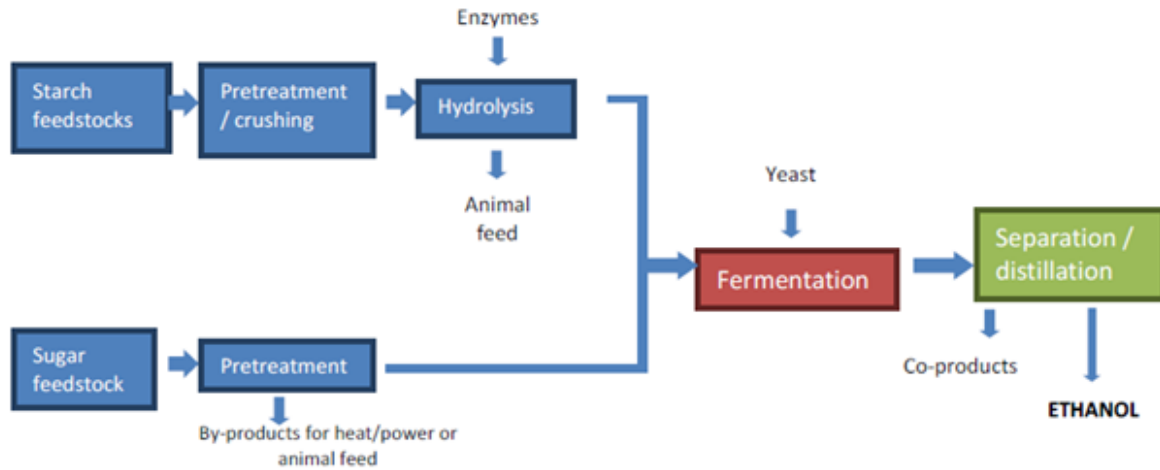 Enzymes
Starch
feedstocks
Pretreatment
/ crushing
Hydrolysis
Animal
feed
Yeast
Fermentation
Separation /
distillation
Sugar
feedstock
Pretreatment
By-products for heat/power or
animal feed
Co-products
ETHANOL